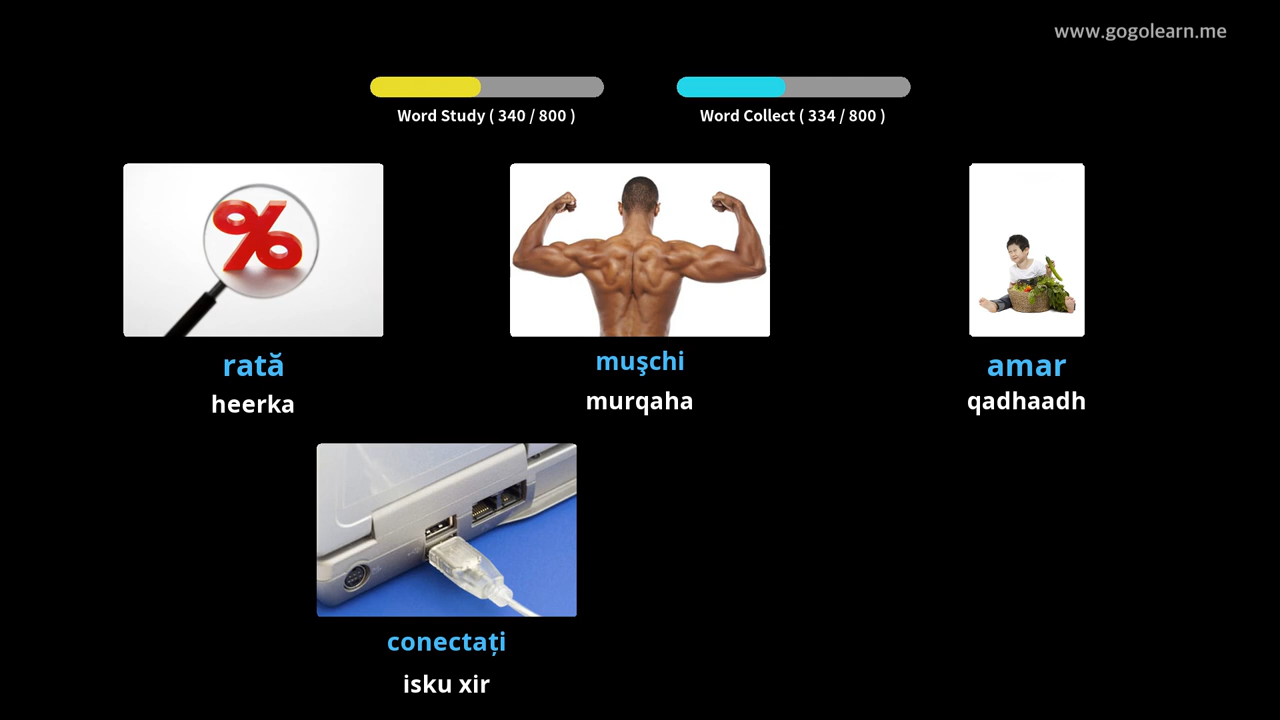 www.gogolearn.me
Word Study ( 340 / 800 )
Word Collect ( 334 / 800 )
%
rată
heerka
muşchi
murqaha
amar
qadhaadh
conectați
isku xir